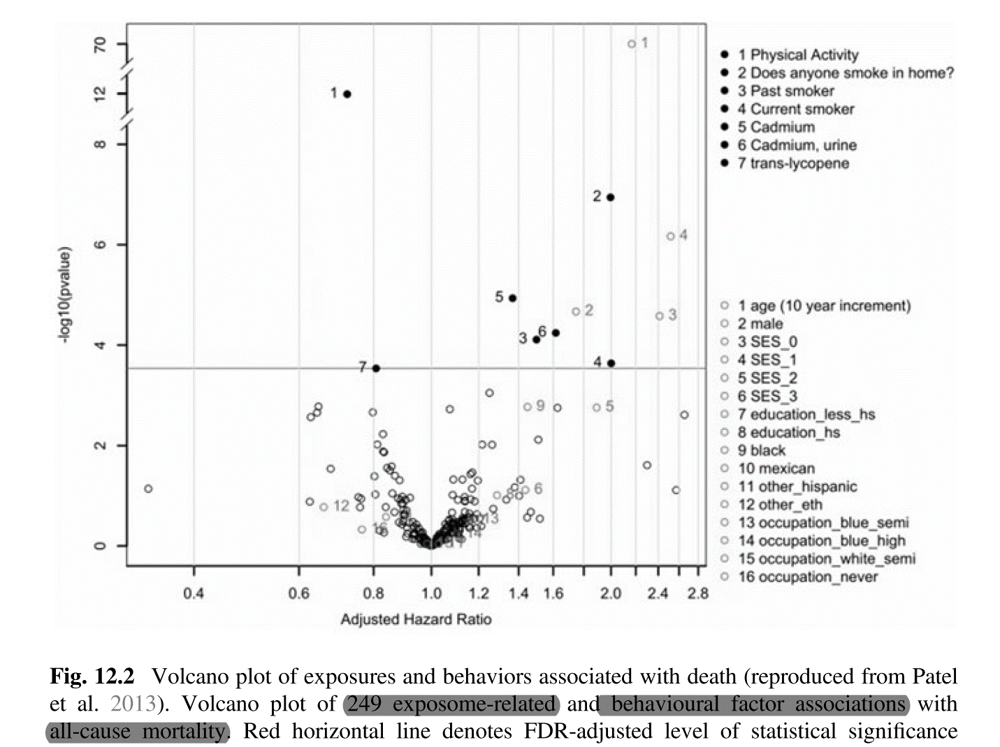 70
12
8
6
4
2
0
-log10(pvalue)
1
1
2
4
5
2
3
6
3
4
7
9
5
6
8
12
13
16
14
11
0.4 0.6 0.8 1.0 1.2 1.4 1.6 2.0 2.4 2.8
Adjusted Hazard Ratio
1 Physical Activity
2 Does anyone smoke in home?
3 Past smoker
4 Current smoker
5 Cadmium
6 Cadmium, urine
7 trans-lycopene
1 age (10 year increment)
2 male
3 SES_0
4 SES_1
5 SES_2
6 SES_3
7 education_less_hs
8 education_hs
9 black
10 mexican
11 other_hispanic
12 other_eth
13 occupation_blue_semi
14 occupation_blue_high
15 occupation_white_semi
16 occupation_never
Fig. 12.2 Volcano plot of exposures and behaviors associated with death (reproduced from Patel
et al. 2013). Volcano plot of 249 exposome-related and behavioural factor associations with
all-cause mortality. Red horizontal line denotes FDR-adjusted level of statistical significance